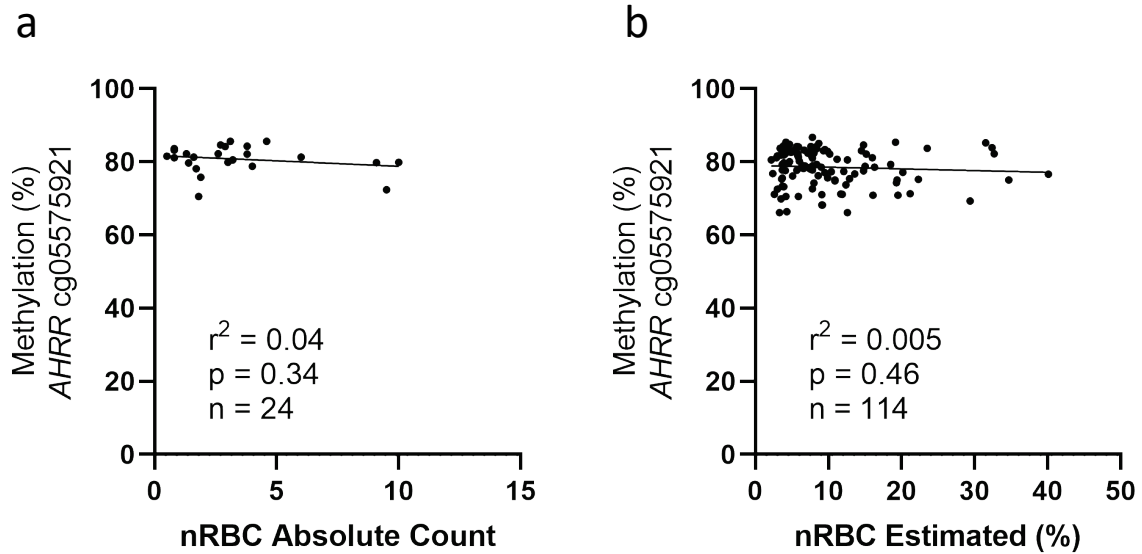 a
Methylation (%)
AHRR cg05575921
100
80
60
40
20
0
r² = 0.04
p = 0.34
n = 24
0 5 10 15
nRBC Absolute Count
b
Methylation (%)
AHRR cg05575921
100
80
60
40
20
0
r² = 0.005
p = 0.46
n = 114
0 10 20 30 40 50
nRBC Estimated (%)